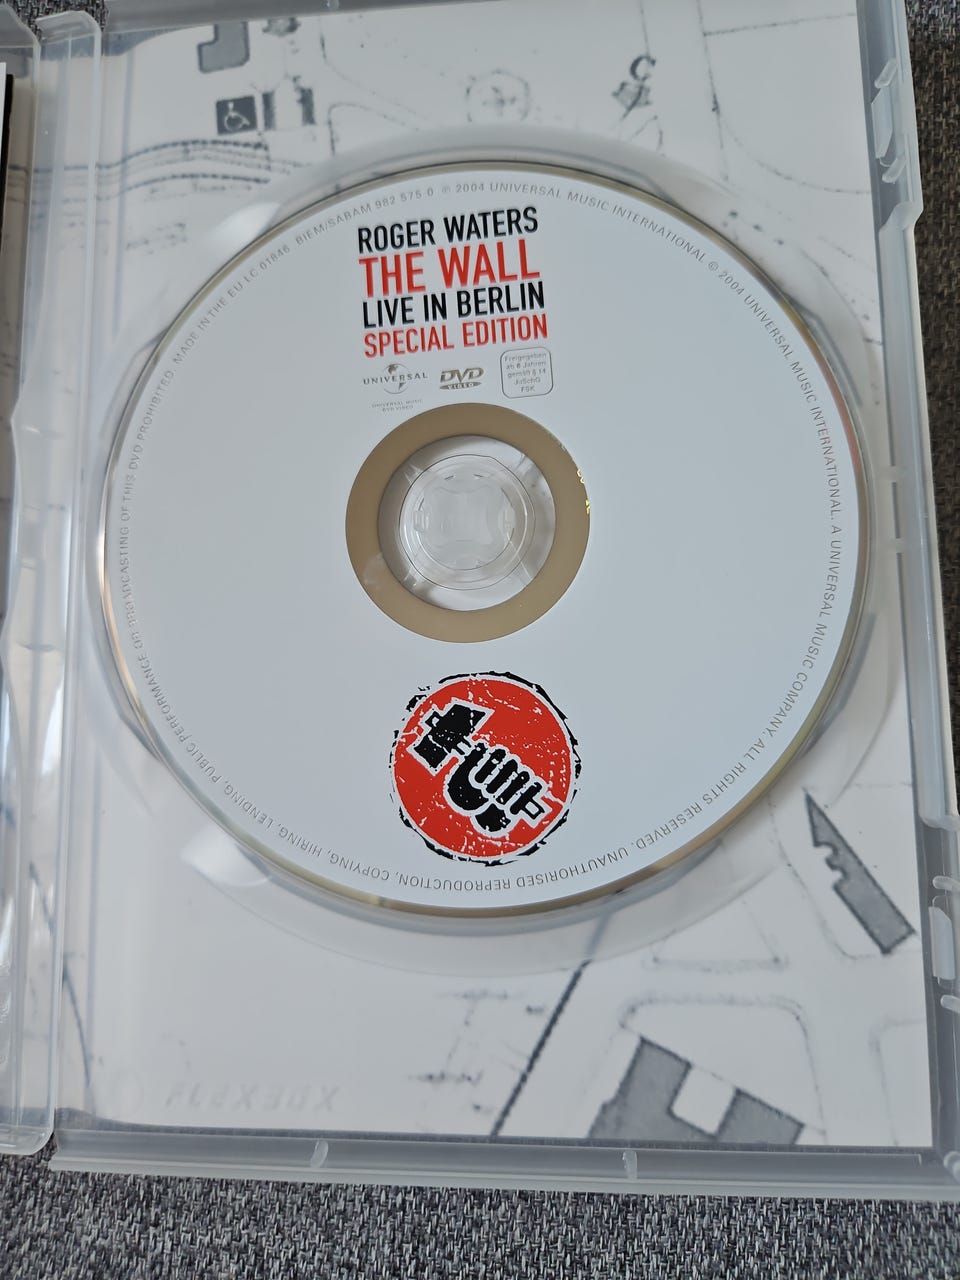 ROGER WATERS
THE WALL
LIVE IN BERLIN
SPECIAL EDITION
UNIVERSAL
UNIVERSAL MUSIC
DVD VIDEO
DVD
VIDEO
Freigegeben
ab 6 Jahren
gemäß § 14
JuSchG
FSK
MADE IN THE EU LC 01846 BIEM/SABAM 982 575 0 ℗ 2004 UNIVERSAL MUSIC INTERNATIONAL © 2004 UNIVERSAL MUSIC INTERNATIONAL. A UNIVERSAL MUSIC COMPANY. ALL RIGHTS RESERVED. UNAUTHORISED REPRODUCTION, COPYING, HIRING, LENDING, PUBLIC PERFORMANCE OR BROADCASTING OF THIS DVD PROHIBITED.